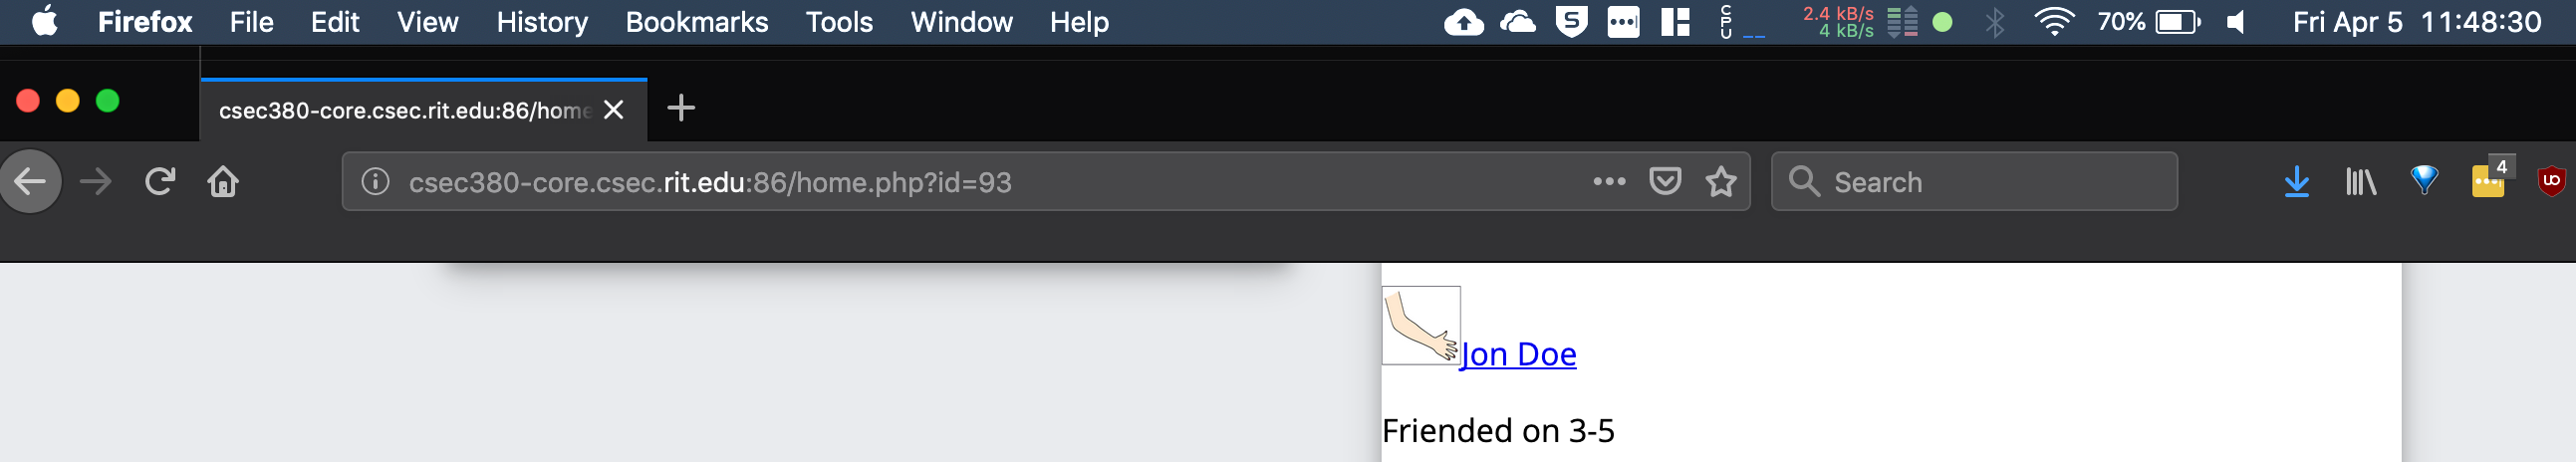 Firefox File Edit View History Bookmarks Tools Window Help S CPU 2.4 kB/s 4 kB/s 70% Fri Apr 5 11:48:30
csec380-core.csec.rit.edu:86/home
csec380-core.csec.rit.edu:86/home.php?id=93 Search 4 UO
Jon Doe
Friended on 3-5